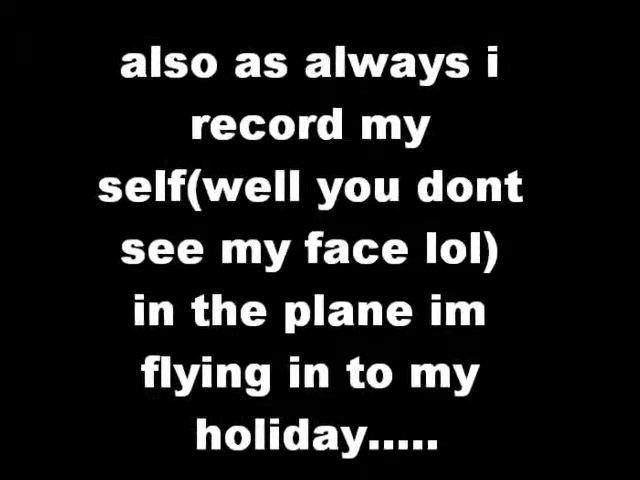 also as always i
record my
self(well you dont
see my face lol)
in the plane im
flying in to my
holiday.....